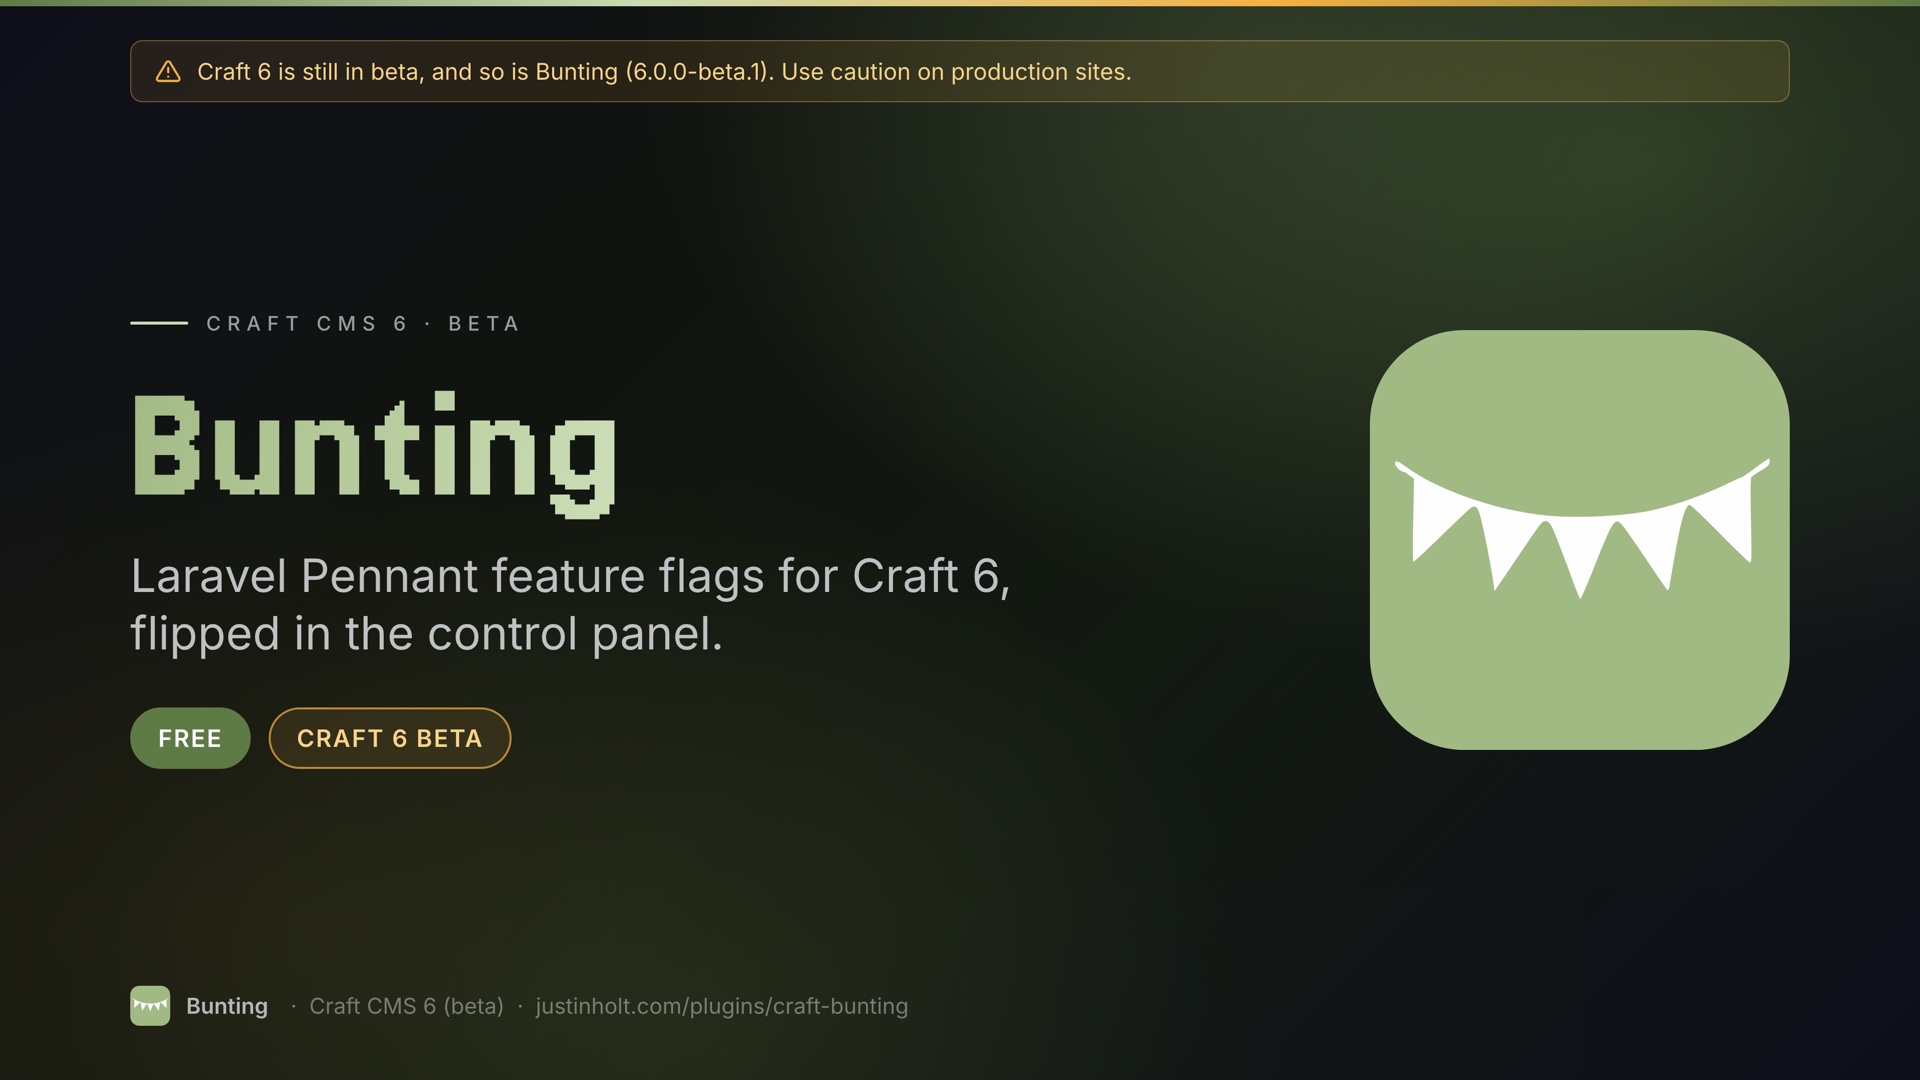 Craft 6 is still in beta, and so is Bunting (6.0.0-beta.1). Use caution on production sites.
CRAFT CMS 6 · BETA
Bunting
Laravel Pennant feature flags for Craft 6,
flipped in the control panel.
FREE
CRAFT 6 BETA
Bunting · Craft CMS 6 (beta) · justinholt.com/plugins/craft-bunting